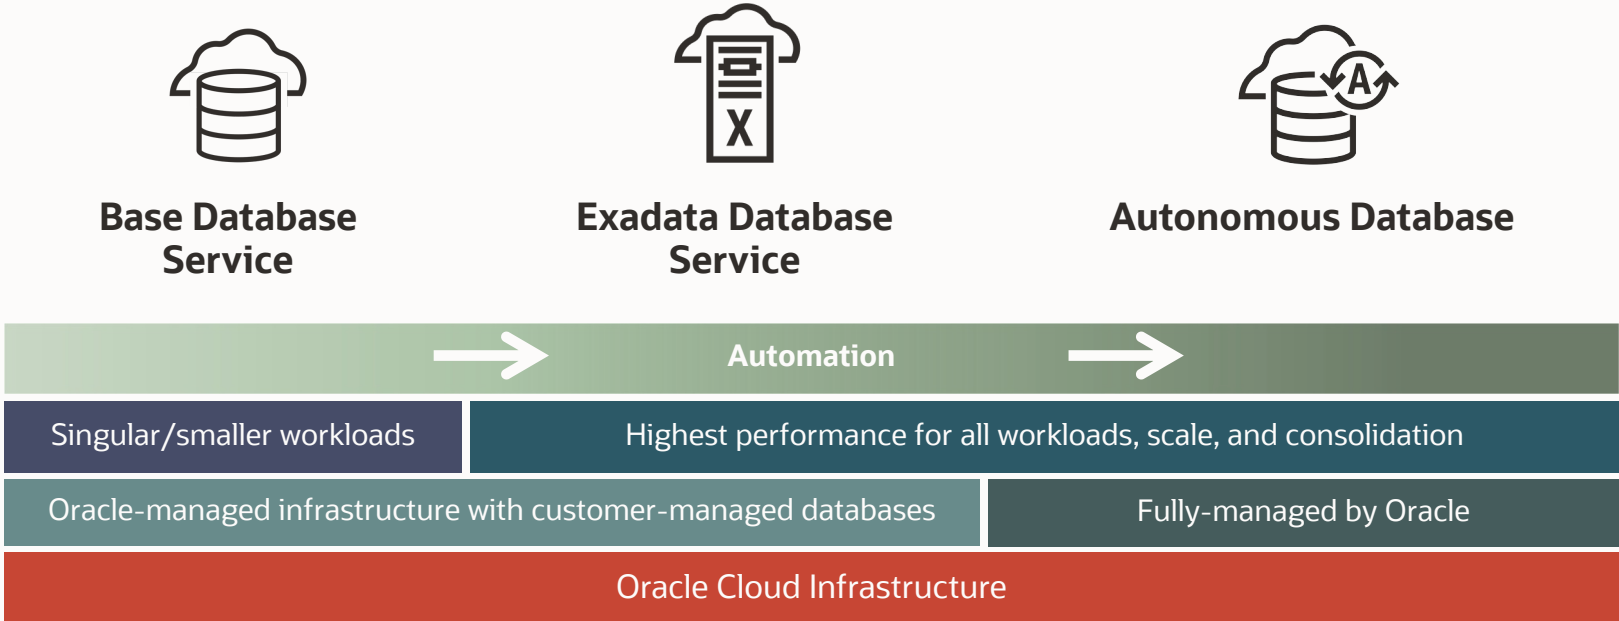 X
A
Base Database
Service
Exadata Database
Service
Autonomous Database
Automation
Singular/smaller workloads
Highest performance for all workloads, scale, and consolidation
Oracle-managed infrastructure with customer-managed databases
Fully-managed by Oracle
Oracle Cloud Infrastructure